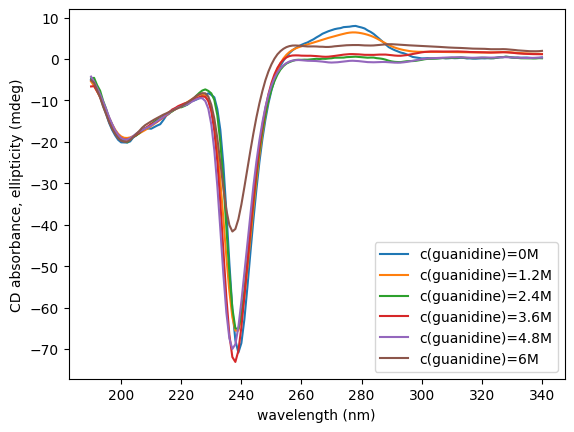 10
0
−10
−20
−30
−40
−50
−60
−70
CD absorbance, ellipticity (mdeg)
c(guanidine)=0M
c(guanidine)=1.2M
c(guanidine)=2.4M
c(guanidine)=3.6M
c(guanidine)=4.8M
c(guanidine)=6M
200 220 240 260 280 300 320 340
wavelength (nm)